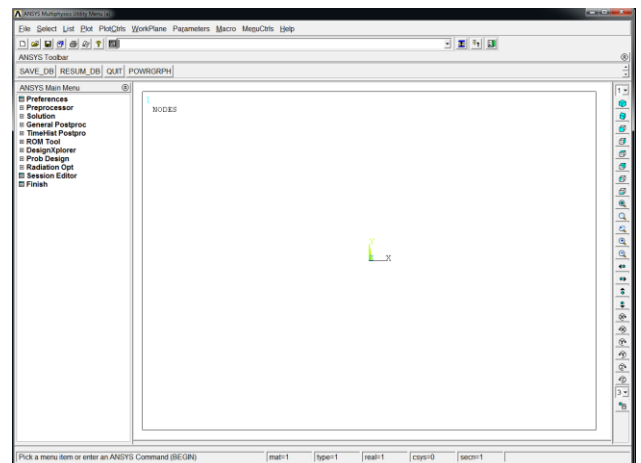 ANSYS Multiphysics Utility Menu (a)
File Select List Plot PlotCtrls WorkPlane Parameters Macro MenuCtrls Help
ANSYS Toolbar
SAVE_DB RESUM_DB QUIT POWRGRPH
ANSYS Main Menu
Preferences
Preprocessor
Solution
General Postproc
TimeHist Postpro
ROM Tool
DesignXplorer
Prob Design
Radiation Opt
Session Editor
Finish
1
NODES
Y
X
1
3
Pick a menu item or enter an ANSYS Command (BEGIN) mat=1 type=1 real=1 csys=0 secn=1